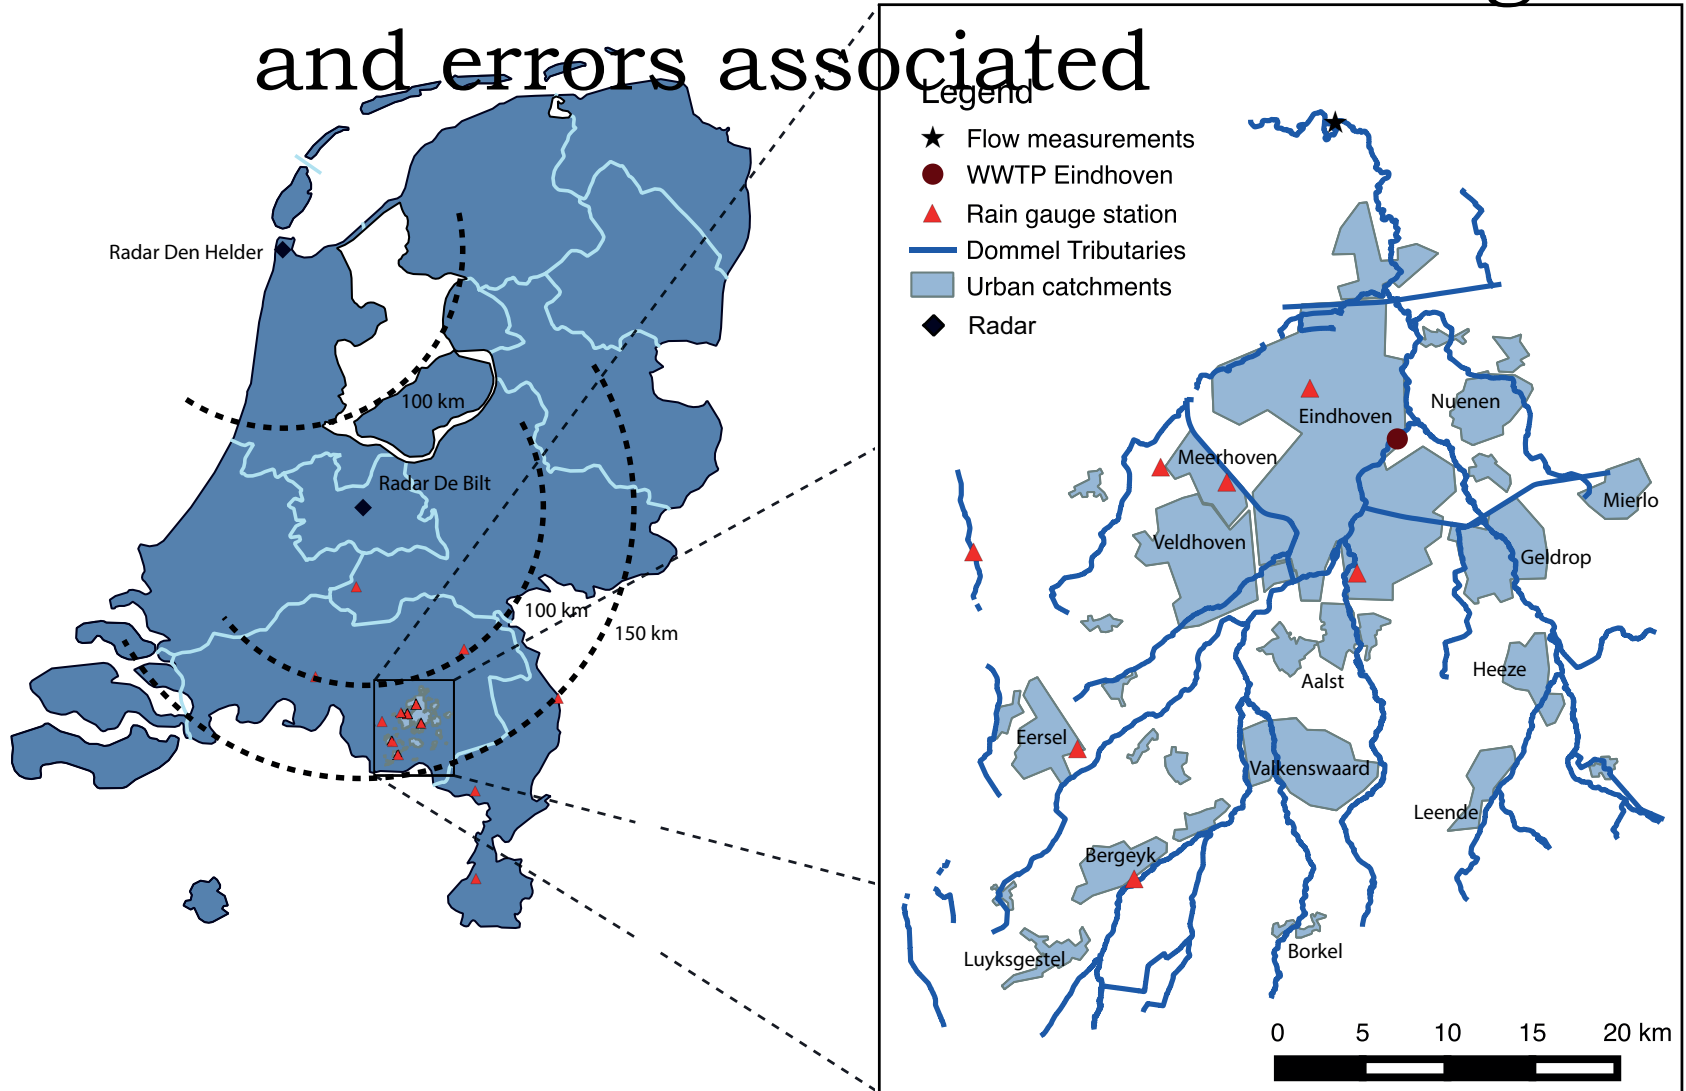 and errors associated
Legend
Flow measurements
WWTP Eindhoven
Rain gauge station
Dommel Tributaries
Urban catchments
Radar
Radar Den Helder
100 km
Radar De Bilt
100 km
150 km
Eindhoven
Nuenen
Meerhoven
Mierlo
Veldhoven
Geldrop
Heeze
Aalst
Eersel
Valkenswaard
Leende
Bergeyk
Luyksgestel
Borkel
0 5 10 15 20 km